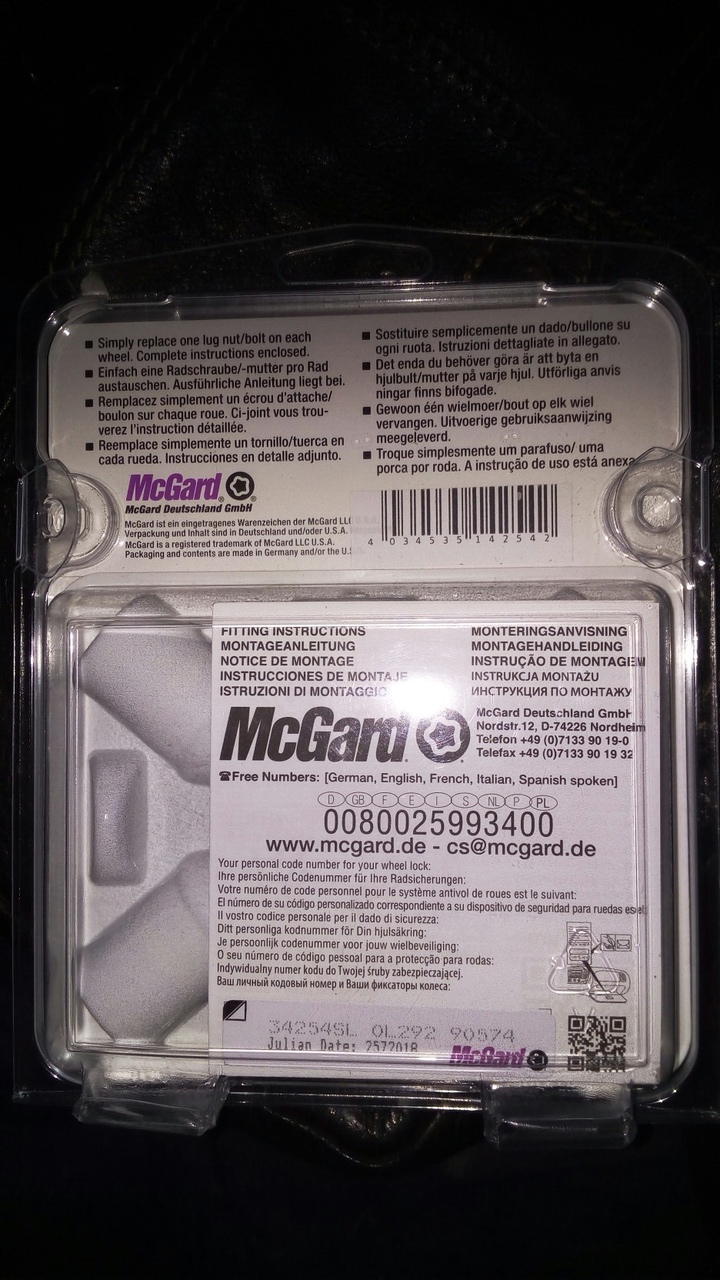 ■ Simply replace one lug nut/bolt on each
wheel. Complete instructions enclosed.
■ Einfach eine Radschraube/-mutter pro Rad
austauschen. Ausführliche Anleitung liegt bei.
■ Remplacez simplement un écrou d'attache/
boulon sur chaque roue. Ci-joint vous trou-
verez l'instruction détaillée.
■ Reemplace simplemente un tornillo/tuerca en
cada rueda. Instrucciones en detalle adjunto.
■ Sostituire semplicemente un dado/bullone su
ogni ruota. Istruzioni dettagliate in allegato.
■ Det enda du behöver göra är att byta en
hjulbult/mutter på varje hjul. Utförliga anvis
ningar finns bifogade.
■ Gewoon één wielmoer/bout op elk wiel
vervangen. Uitvoerige gebruiksaanwijzing
meegeleverd.
■ Troque simplesmente um parafuso/ uma
porca por roda. A instrução de uso está anexa
McGard®
McGard Deutschland GmbH
McGard ist ein eingetragenes Warenzeichen der McGard LLC
Verpackung und Inhalt sind in Deutschland und/oder U.S.A.
McGard is a registered trademark of McGard LLC U.S.A.
Packaging and contents are made in Germany and/or the U.S
4 034535 142542
FITTING INSTRUCTIONS
MONTAGEANLEITUNG
NOTICE DE MONTAGE
INSTRUCCIONES DE MONTAJE
ISTRUZIONI DI MONTAGGIO
MONTERINGSANVISNING
MONTAGEHANDLEIDING
INSTRUÇÃO DE MONTAGEM
INSTRUKCJA MONTAŻU
ИНСТРУКЦИЯ ПО МОНТАЖУ
McGard®
McGard Deutschland GmbH
Nordstr.12, D-74226 Nordheim
Telefon +49 (0)7133 90 19-0
Telefax +49 (0)7133 90 19 32
☎Free Numbers: [German, English, French, Italian, Spanish spoken]
D GB F E I S NL P PL
0080025993400
www.mcgard.de - cs@mcgard.de
Your personal code number for your wheel lock:
Ihre persönliche Codenummer für Ihre Radsicherungen:
Votre numéro de code personnel pour le système antivol de roues est le suivant:
El número de su código personalizado correspondiente a su dispositivo de seguridad para ruedas es el:
Il vostro codice personale per il dado di sicurezza:
Ditt personliga kodnummer för Din hjulsäkring:
Je persoonlijk codenummer voor jouw wielbeveiliging:
O seu número de código pessoal para a protecção para rodas:
Indywidualny numer kodu do Twojej śruby zabezpieczającej.
Ваш личный кодовый номер и Ваши фиксаторы колеса:
34254SL OL292 90574
Julian Date: 2572018
McGard